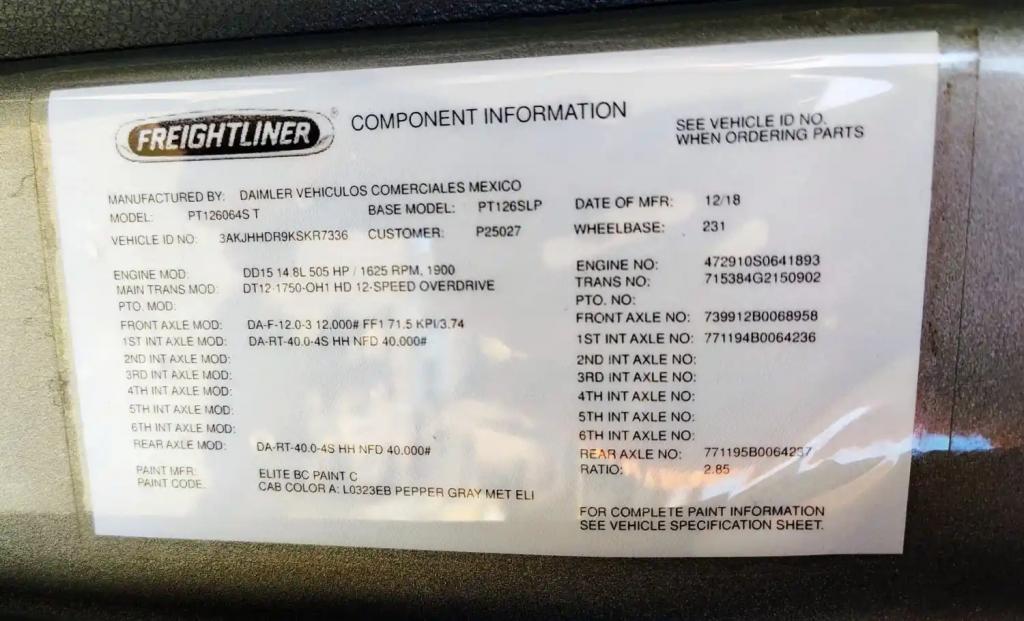 FREIGHTLINER ® COMPONENT INFORMATION
SEE VEHICLE ID NO.
WHEN ORDERING PARTS
MANUFACTURED BY: DAIMLER VEHICULOS COMERCIALES MEXICO
MODEL: PT126064S T BASE MODEL: PT126SLP DATE OF MFR: 12/18
VEHICLE ID NO: 3AKJHHDR9KSKR7336 CUSTOMER: P25027 WHEELBASE: 231
ENGINE MOD: DD15 14.8L 505 HP / 1625 RPM, 1900 ENGINE NO: 472910S0641893
MAIN TRANS MOD: DT12-1750-OH1 HD 12-SPEED OVERDRIVE TRANS NO: 715384G2150902
PTO. MOD: PTO. NO:
FRONT AXLE MOD: DA-F-12.0-3 12.000# FF1 71.5 KPI/3.74 FRONT AXLE NO: 739912B0068958
1ST INT AXLE MOD: DA-RT-40.0-4S HH NFD 40.000# 1ST INT AXLE NO: 771194B0064236
2ND INT AXLE MOD: 2ND INT AXLE NO:
3RD INT AXLE MOD: 3RD INT AXLE NO:
4TH INT AXLE MOD: 4TH INT AXLE NO:
5TH INT AXLE MOD: 5TH INT AXLE NO:
6TH INT AXLE MOD: 6TH INT AXLE NO:
REAR AXLE MOD: DA-RT-40.0-4S HH NFD 40.000# REAR AXLE NO: 771195B0064237
RATIO: 2.85
PAINT MFR: ELITE BC PAINT C
PAINT CODE. CAB COLOR A: L0323EB PEPPER GRAY MET ELI
FOR COMPLETE PAINT INFORMATION
SEE VEHICLE SPECIFICATION SHEET.